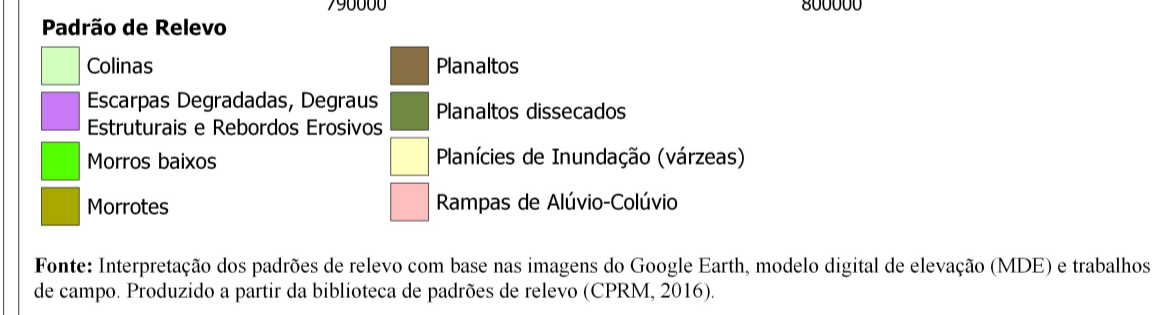 790000
800000
Padrão de Relevo
Colinas
Escarpas Degradadas, Degraus
Estruturais e Rebordos Erosivos
Morros baixos
Morrotes
Planaltos
Planaltos dissecados
Planícies de Inundação (várzeas)
Rampas de Alúvio-Colúvio
Fonte: Interpretação dos padrões de relevo com base nas imagens do Google Earth, modelo digital de elevação (MDE) e trabalhos
de campo. Produzido a partir da biblioteca de padrões de relevo (CPRM, 2016).